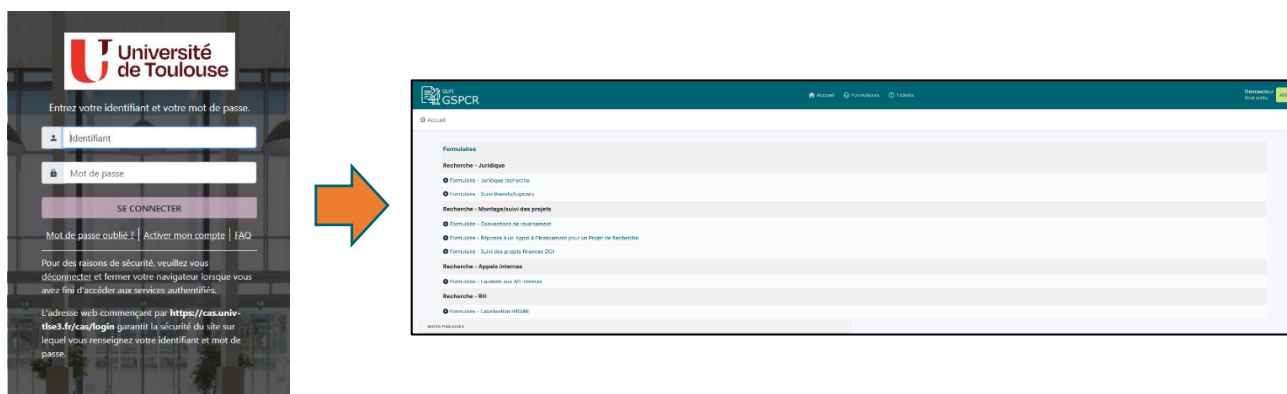 Université
de Toulouse
Entrez votre identifiant et votre mot de passe.
Identifiant
Mot de passe
SE CONNECTER
Mot de passe oublié ? | Activer mon compte | FAQ
Pour des raisons de sécurité, veuillez vous
déconnecter et fermer votre navigateur lorsque vous
avez fini d'accéder aux services authentifiés.
L'adresse web commençant par https://cas.univ-
tlse3.fr/cas/login garantit la sécurité du site sur
lequel vous renseignez votre identifiant et mot de
passe.
GLPI
GSPCR
Accueil Formulaires Tickets
Demandeur
Root entity
Accueil
Formulaires
Recherche - Juridique
Formulaire - Juridique recherche
Formulaire - Suivi Brevets/logiciels
Recherche - Montage/suivi des projets
Formulaire - Conventions de reversement
Formulaire - Réponse à un Appel à Financement pour un Projet de Recherche
Formulaire - Suivi des projets financés
Recherche - Appels internes
Formulaire - Lauréats aux AO internes
Recherche - RH
Formulaire - Labellisation HRS4R
NOTES PUBLIQUES